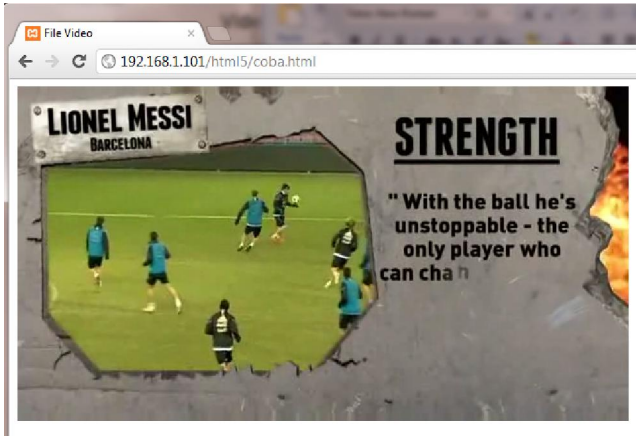 File Video
192.168.1.101/html5/coba.html
LIONEL MESSI
BARCELONA
STRENGTH
" With the ball he's
unstoppable - the
only player who
can chan